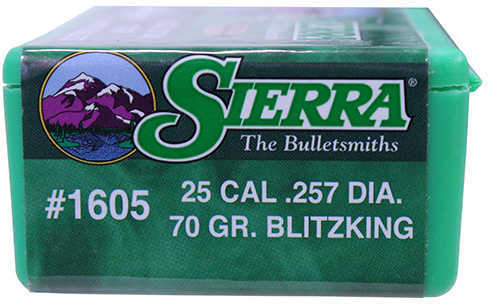 SIERRA®
The Bulletsmiths
#1605
25 CAL .257 DIA.
70 GR. BLITZKING